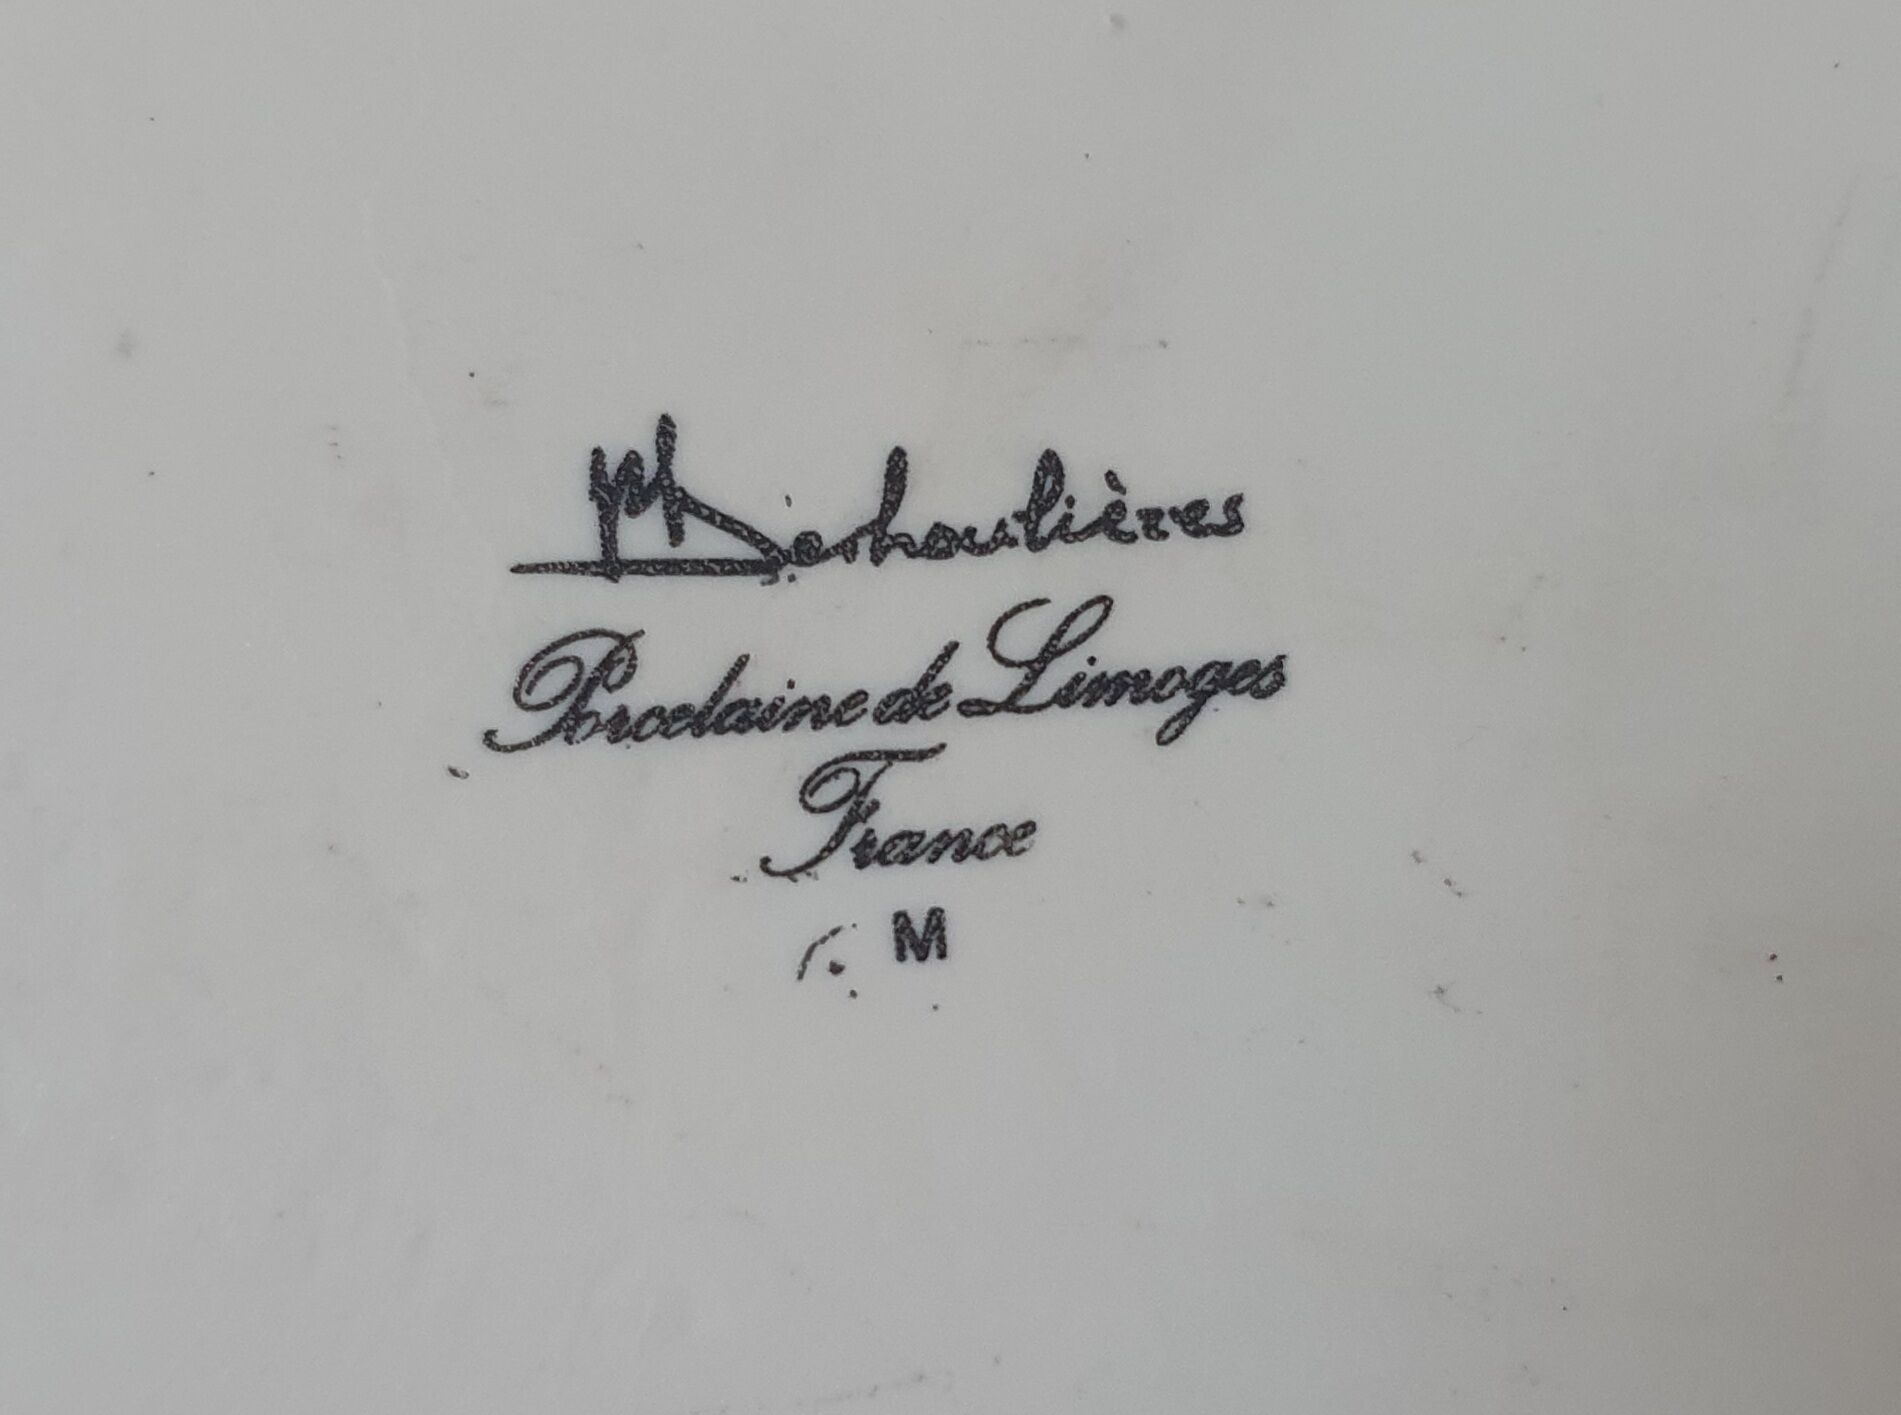 M Deshoulières
Porcelaine de Limoges
France
M